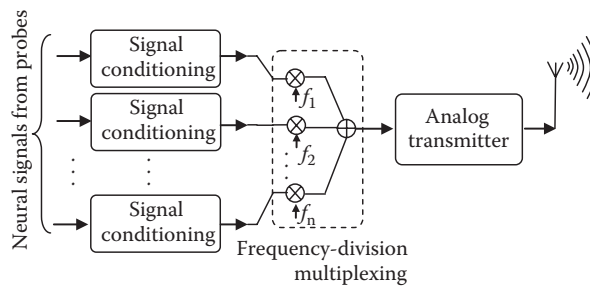 Neural signals from probes
Signal
conditioning
Signal
conditioning
Signal
conditioning
f1
f2
fn
Frequency-division
multiplexing
Analog
transmitter